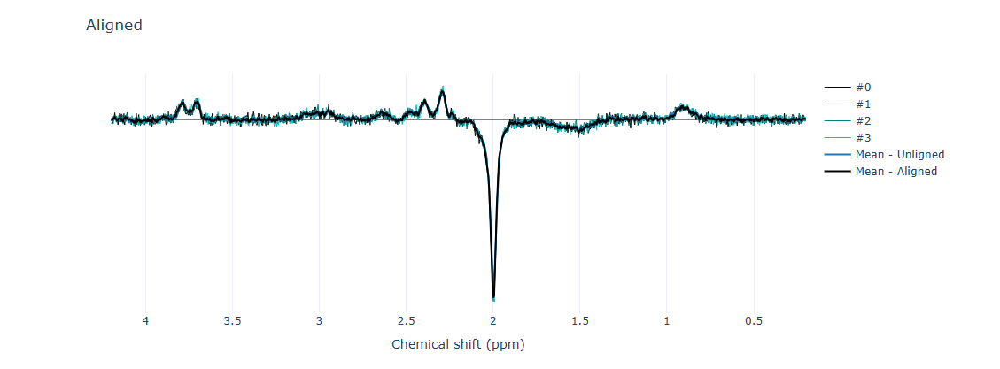 Aligned
#0
#1
#2
#3
Mean - Unligned
Mean - Aligned
4 3.5 3 2.5 2 1.5 1 0.5
Chemical shift (ppm)